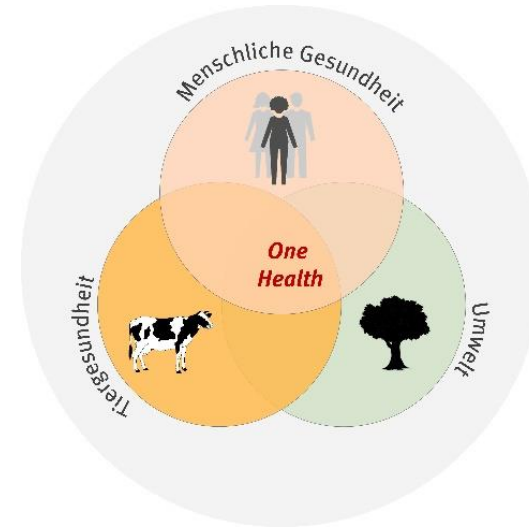 Menschliche Gesundheit
One
Health
Tiergesundheit
Umwelt